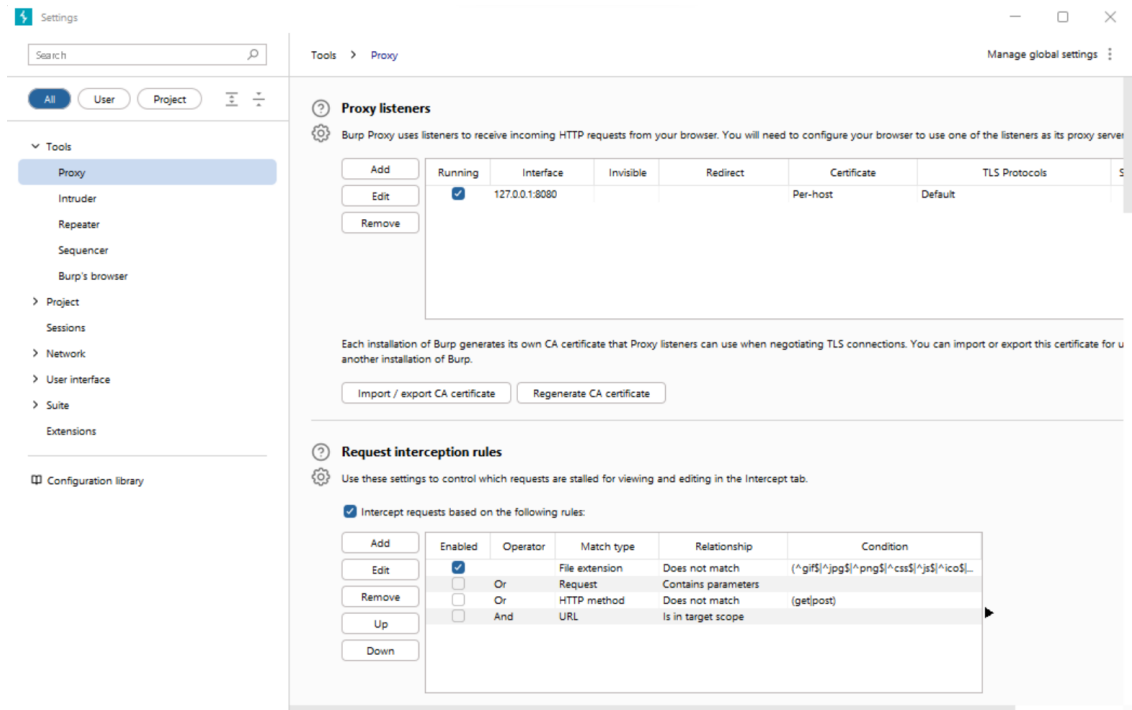 Settings
Search
All User Project
Tools
Proxy
Intruder
Repeater
Sequencer
Burp's browser
Project
Sessions
Network
User interface
Suite
Extensions
Configuration library
Tools > Proxy
Manage global settings
Proxy listeners
Burp Proxy uses listeners to receive incoming HTTP requests from your browser. You will need to configure your browser to use one of the listeners as its proxy server
Add
Edit
Remove
Running Interface Invisible Redirect Certificate TLS Protocols S
127.0.0.1:8080 Per-host Default
Each installation of Burp generates its own CA certificate that Proxy listeners can use when negotiating TLS connections. You can import or export this certificate for u
another installation of Burp.
Import / export CA certificate Regenerate CA certificate
Request interception rules
Use these settings to control which requests are stalled for viewing and editing in the Intercept tab.
Intercept requests based on the following rules:
Add
Edit
Remove
Up
Down
Enabled Operator Match type Relationship Condition
File extension Does not match (^gif$|^jpg$|^png$|^css$|^js$|^ico$|...
Or Request Contains parameters
Or HTTP method Does not match (get|post)
And URL Is in target scope